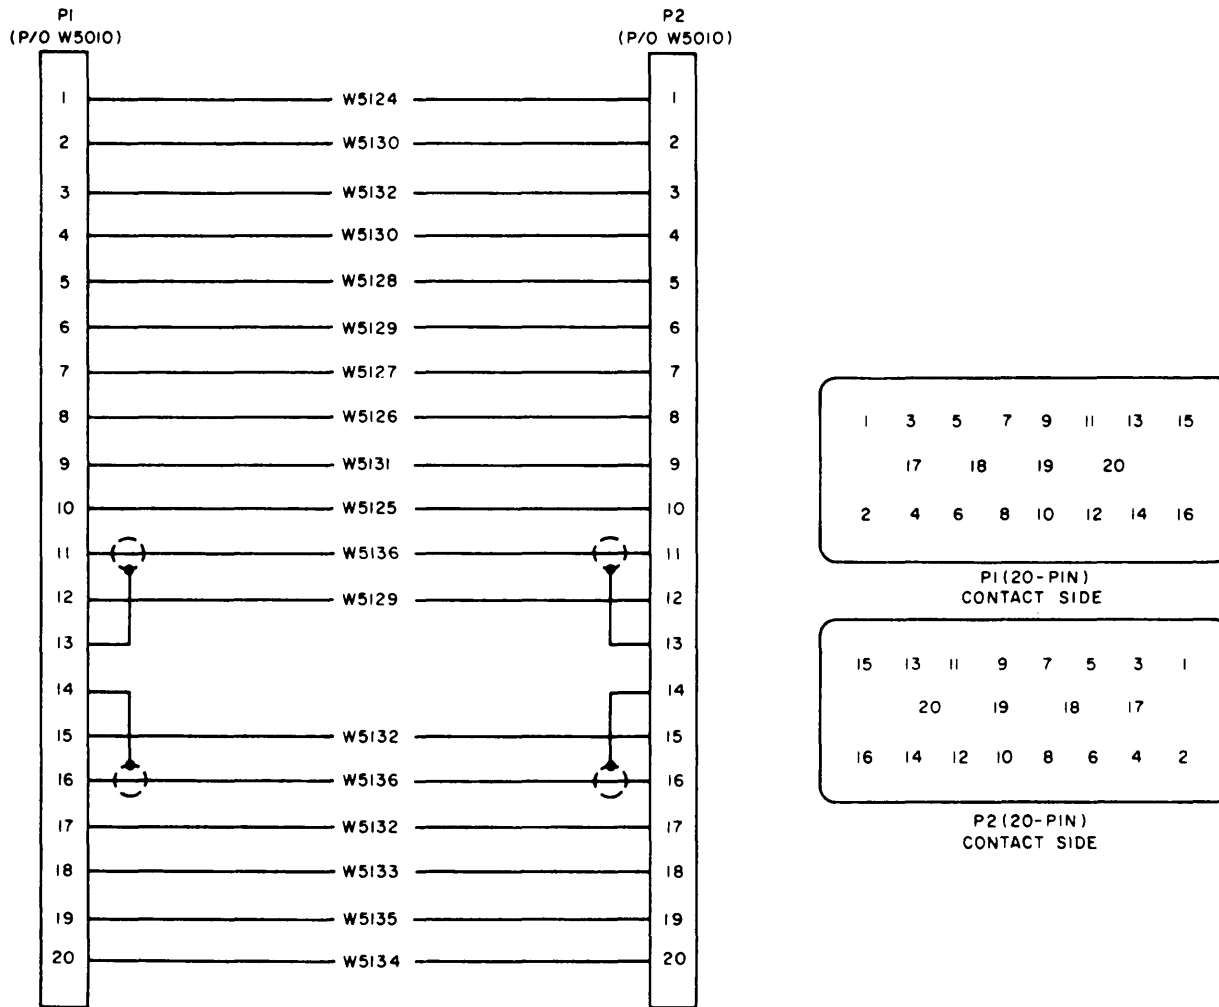 P1 P2
(P/O W5010) (P/O W5010)
1 W5124 1
2 W5130 2
3 W5132 3
4 W5130 4
5 W5128 5
6 W5129 6
7 W5127 7
8 W5126 8
9 W5131 9
10 W5125 10
11 W5136 11
12 W5129 12
13 13
14 14
15 W5132 15
16 W5136 16
17 W5132 17
18 W5133 18
19 W5135 19
20 W5134 20
1 3 5 7 9 11 13 15
17 18 19 20
2 4 6 8 10 12 14 16
P1 (20-PIN)
CONTACT SIDE
15 13 11 9 7 5 3 1
20 19 18 17
16 14 12 10 8 6 4 2
P2 (20-PIN)
CONTACT SIDE